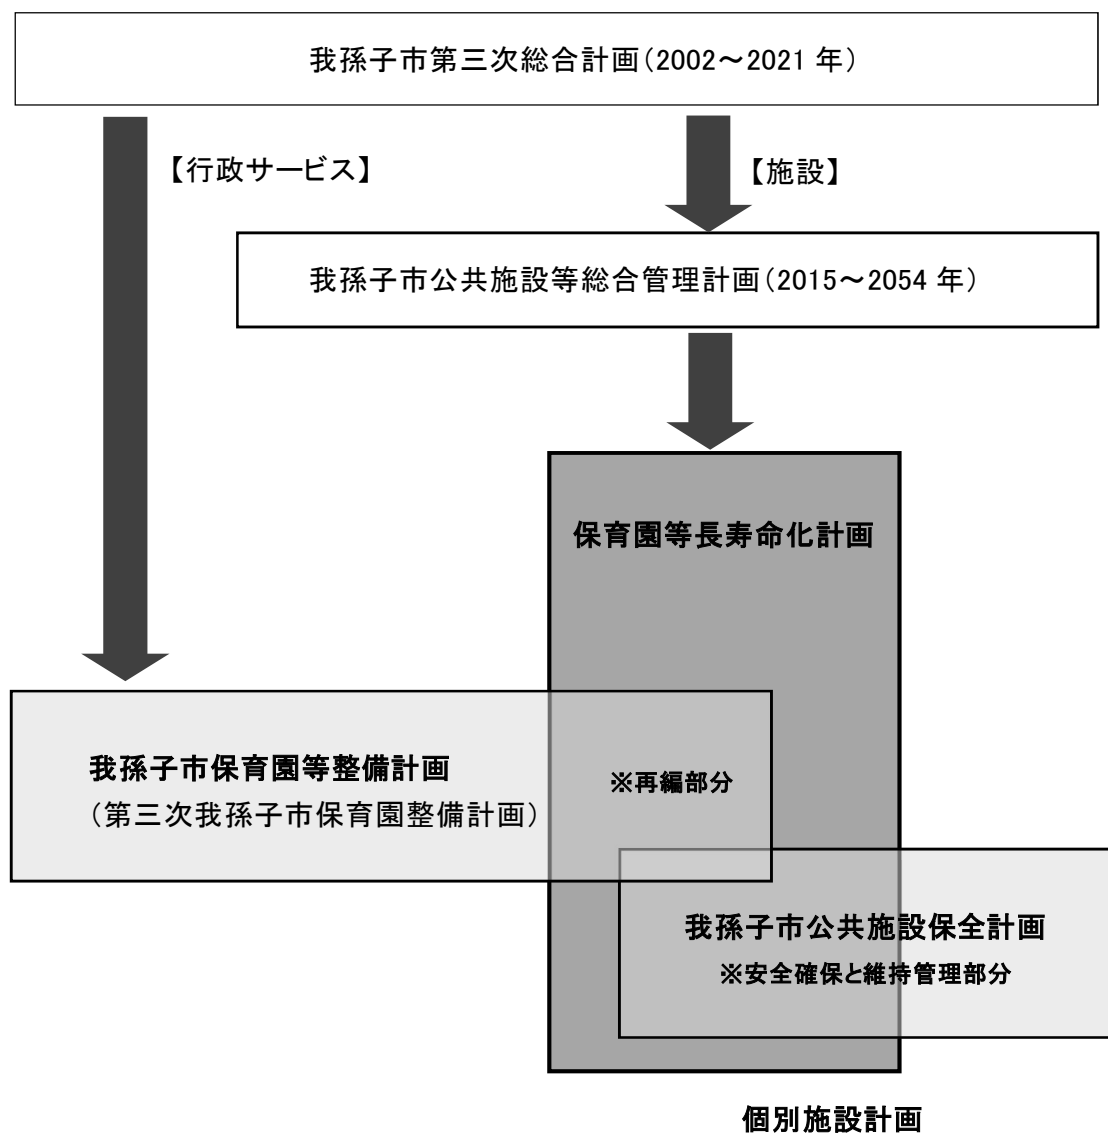 我孫子市第三次総合計画(2002～2021 年)
【行政サービス】
【施設】
我孫子市公共施設等総合管理計画(2015～2054 年)
保育園等長寿命化計画
我孫子市保育園等整備計画
(第三次我孫子市保育園整備計画)
※再編部分
我孫子市公共施設保全計画
※安全確保と維持管理部分
個別施設計画